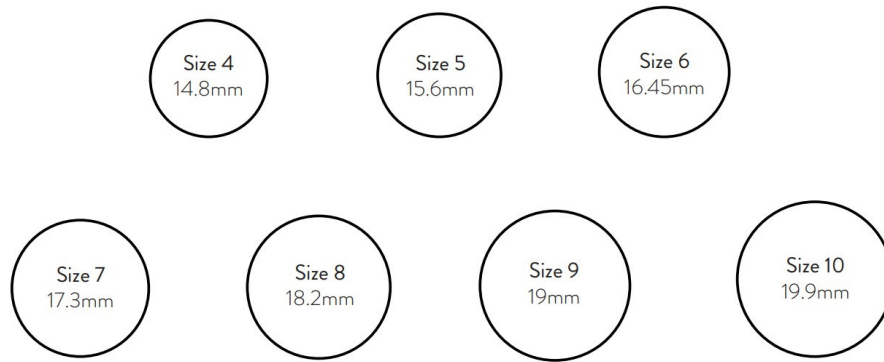 Size 4
14.8mm
Size 5
15.6mm
Size 6
16.45mm
Size 7
17.3mm
Size 8
18.2mm
Size 9
19mm
Size 10
19.9mm